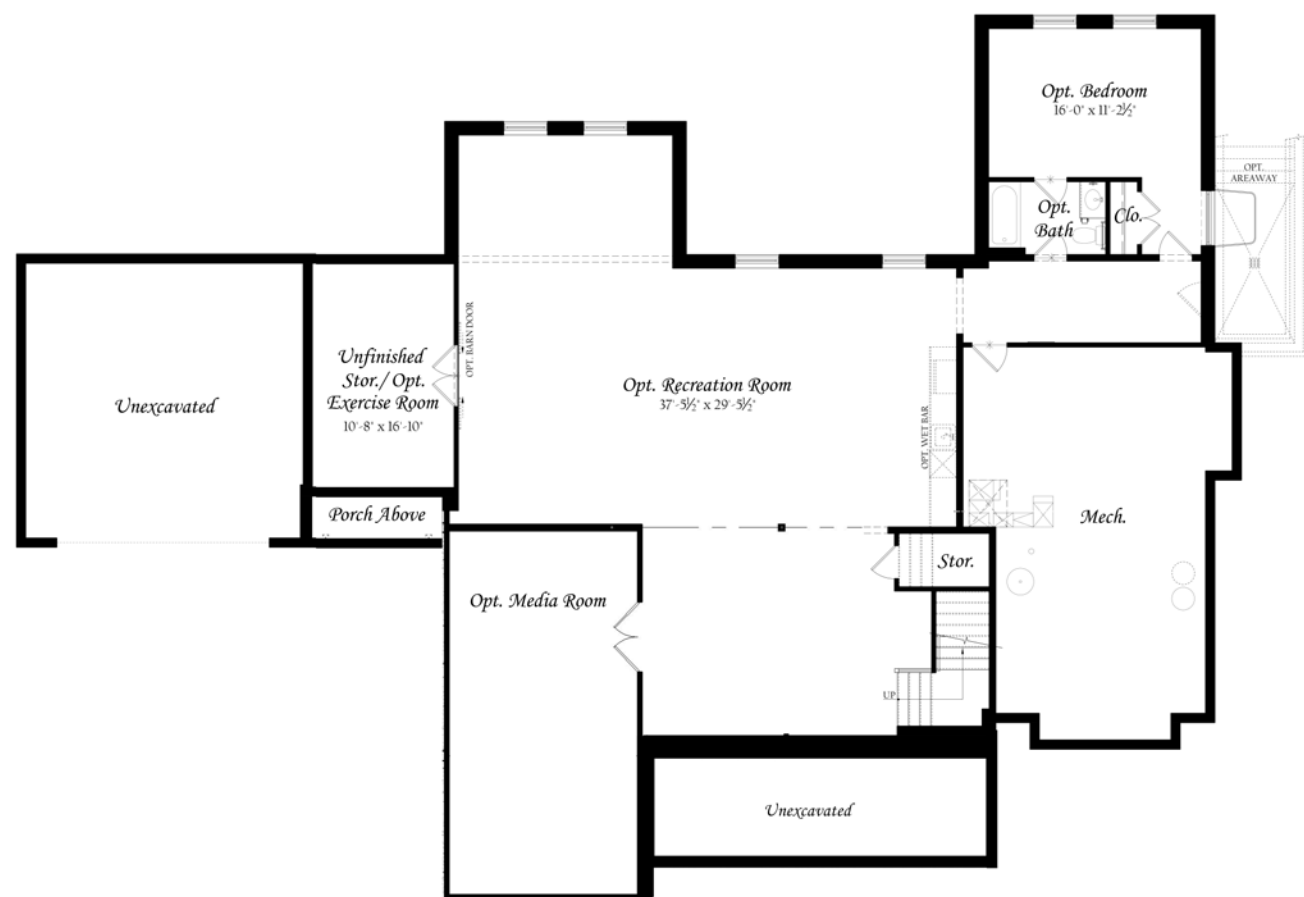 Opt. Bedroom
16'-0" x 11'-2½"
OPT.
AREAWAY
Opt.
Bath
Clo.
OPT. BARN DOOR
Unfinished
Stor./ Opt.
Exercise Room
10'-8" x 16'-10"
Unexcavated
Opt. Recreation Room
37'-5½" x 29'-5½"
OPT. WET BAR
Porch Above
Mech.
Stor.
Opt. Media Room
UP
Unexcavated